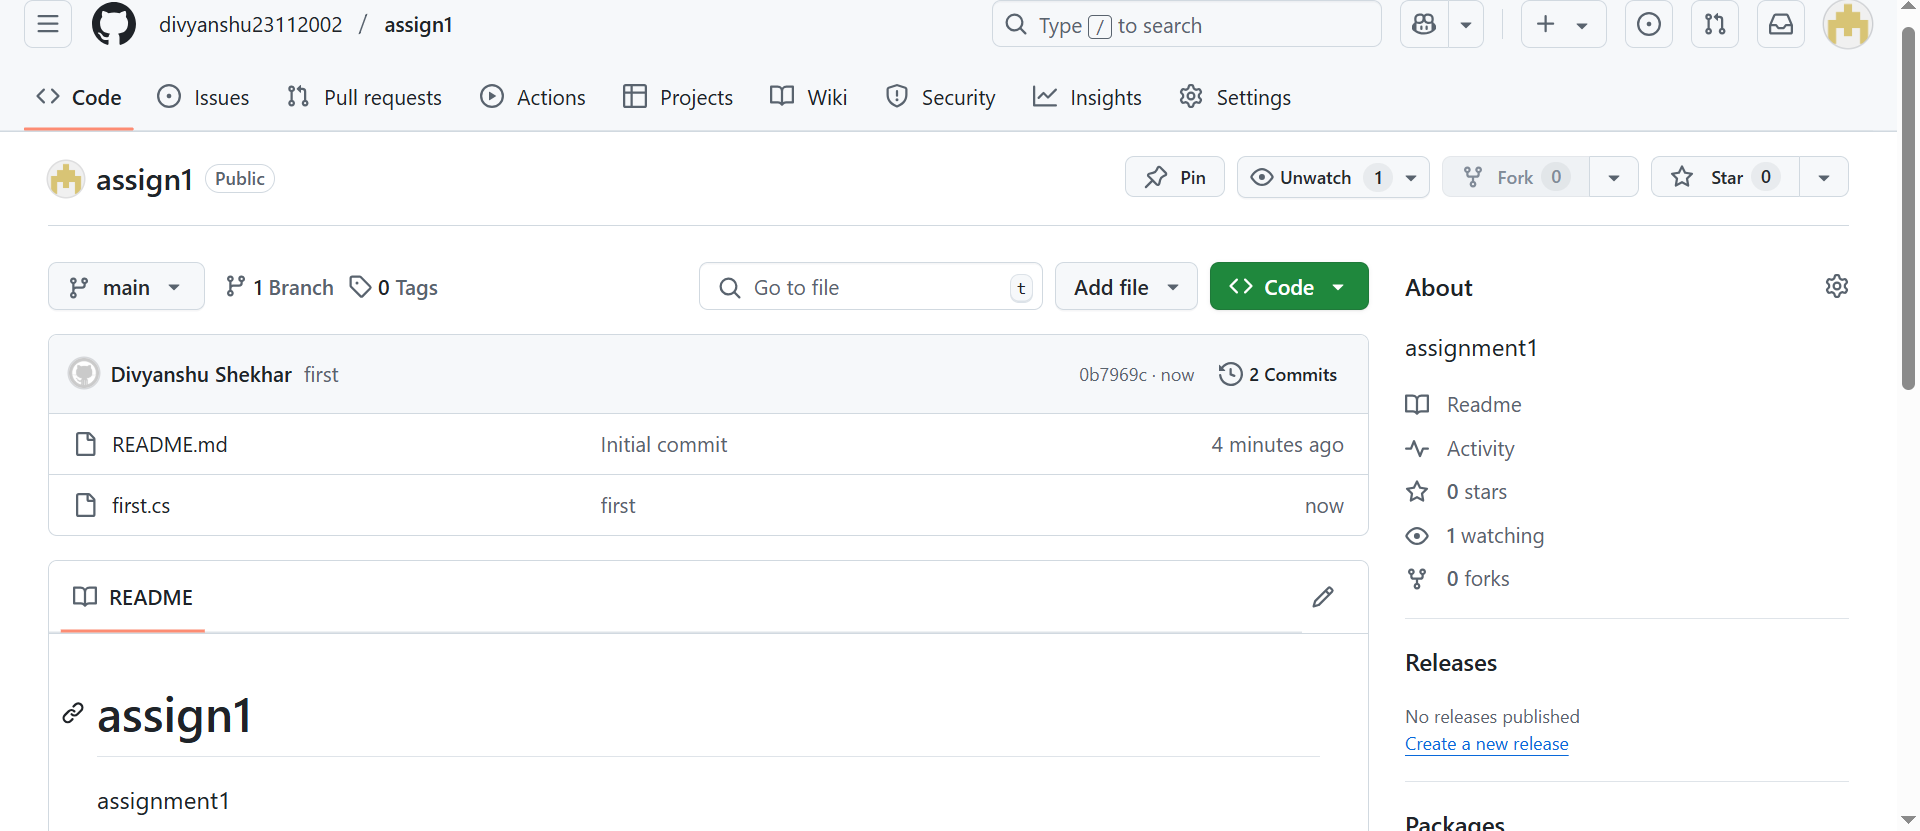 divyanshu23112002 / assign1
Type / to search
Code Issues Pull requests Actions Projects Wiki Security Insights Settings
assign1 Public
Pin Unwatch 1 Fork 0 Star 0
main 1 Branch 0 Tags
Go to file t Add file Code
Divyanshu Shekhar first 0b7969c · now 2 Commits
README.md Initial commit 4 minutes ago
first.cs first now
README
assign1
assignment1
About
assignment1
Readme
Activity
0 stars
1 watching
0 forks
Releases
No releases published
Create a new release
Packages